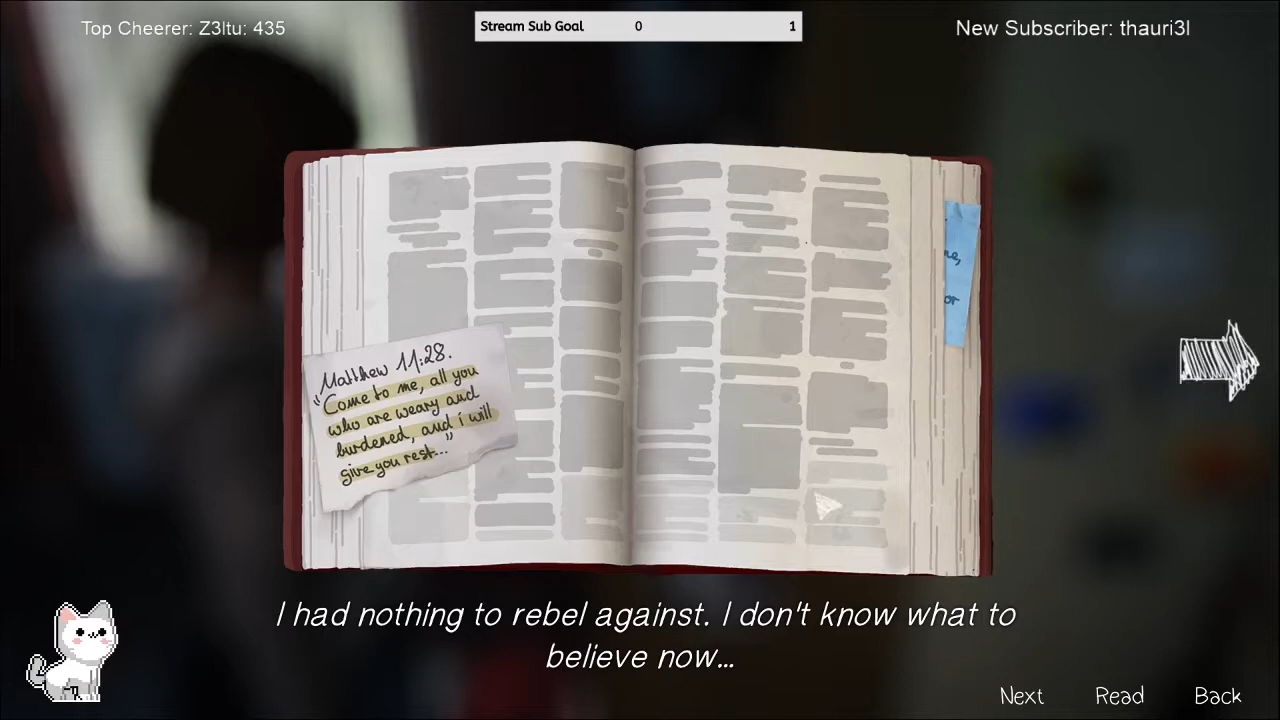 Top Cheerer: Z3ltu: 435
Stream Sub Goal 0 1
New Subscriber: thauri3l
Matthew 11:28.
"Come to me, all you
who are weary and
burdened, and i will
give you rest..."
ne,
or
I had nothing to rebel against. I don't know what to
believe now...
Next Read Back